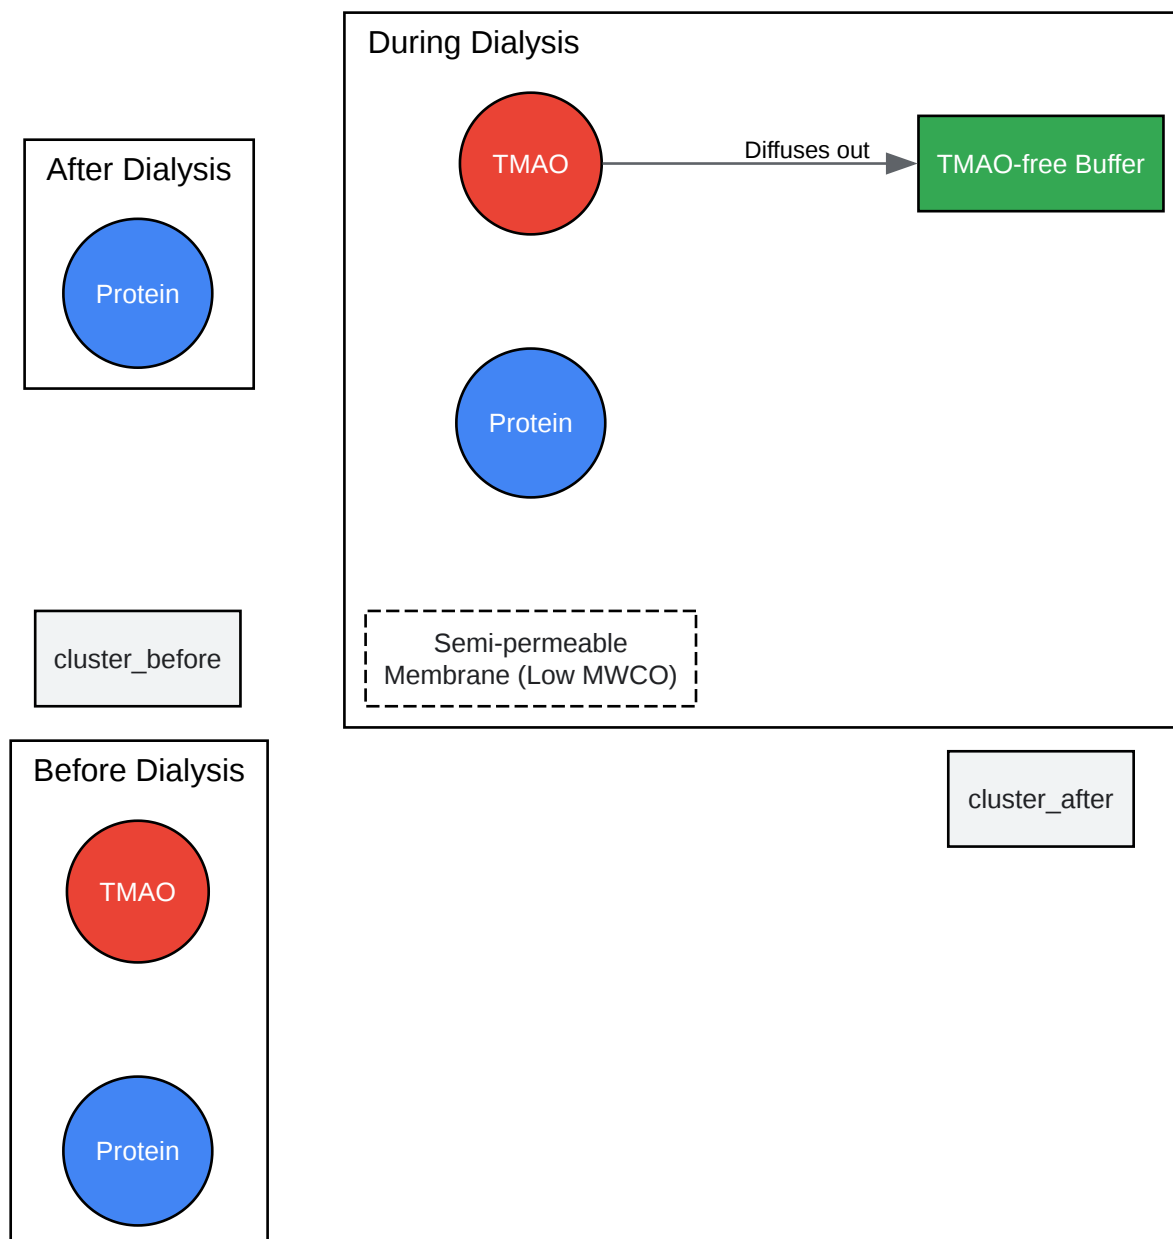 During Dialysis
TMAO
Diffuses out
TMAO-free Buffer
Protein
Semi-permeable
Membrane (Low MWCO)
After Dialysis
Protein
cluster_before
Before Dialysis
TMAO
Protein
cluster_after